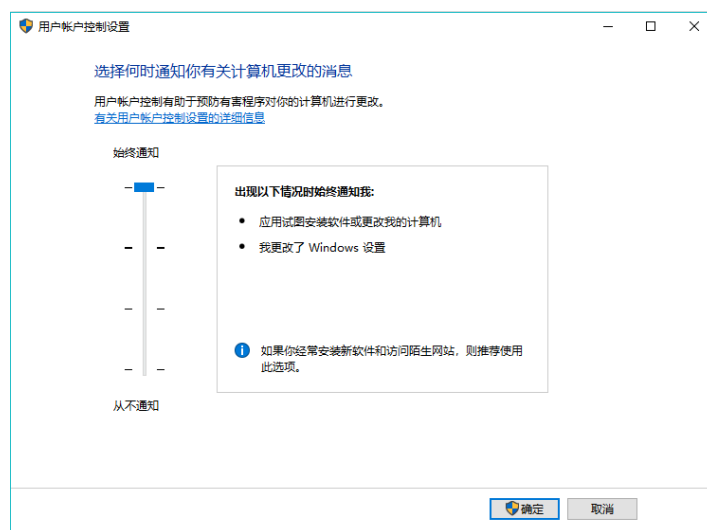 用户帐户控制设置
选择何时通知你有关计算机更改的消息
用户帐户控制有助于预防有害程序对你的计算机进行更改。
有关用户帐户控制设置的详细信息
始终通知
出现以下情况时始终通知我:
应用试图安装软件或更改我的计算机
我更改了 Windows 设置
如果你经常安装新软件和访问陌生网站，则推荐使用
此选项。
从不通知
确定
取消